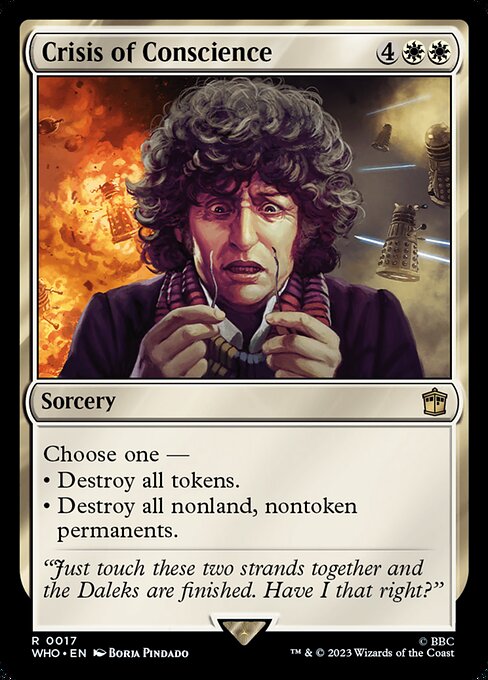 Crisis of Conscience 4
Sorcery
Choose one —
• Destroy all tokens.
• Destroy all nonland, nontoken
permanents.
“Just touch these two strands together and
the Daleks are finished. Have I that right?”
R 0017
WHO • EN Borja Pindado
© BBC
™ & © 2023 Wizards of the Coast